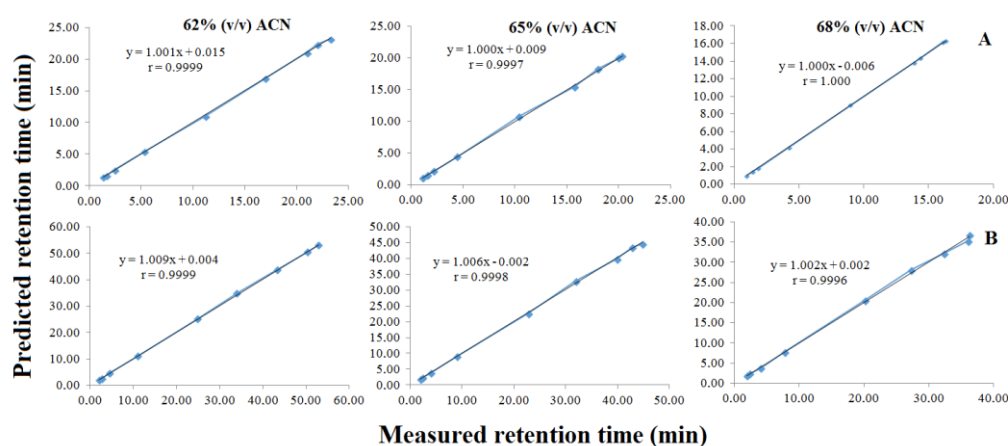 62% (v/v) ACN
65% (v/v) ACN
68% (v/v) ACN
A
25.00
20.00
15.00
10.00
5.00
0.00
y = 1.001x + 0.015
r = 0.9999
0.00 5.00 10.00 15.00 20.00 25.00
25.00
20.00
15.00
10.00
5.00
0.00
y = 1.000x + 0.009
r = 0.9997
0.00 5.00 10.00 15.00 20.00 25.00
18.00
16.00
14.00
12.00
10.00
8.00
6.00
4.00
2.00
0.00
y = 1.000x - 0.006
r = 1.000
0.00 5.00 10.00 15.00 20.00
Predicted retention time (min)
B
60.00
50.00
40.00
30.00
20.00
10.00
0.00
y = 1.009x + 0.004
r = 0.9999
0.00 10.00 20.00 30.00 40.00 50.00 60.00
50.00
45.00
40.00
35.00
30.00
25.00
20.00
15.00
10.00
5.00
0.00
y = 1.006x - 0.002
r = 0.9998
0.00 10.00 20.00 30.00 40.00 50.00
40.00
35.00
30.00
25.00
20.00
15.00
10.00
5.00
0.00
y = 1.002x + 0.002
r = 0.9996
0.00 10.00 20.00 30.00 40.00
Measured retention time (min)